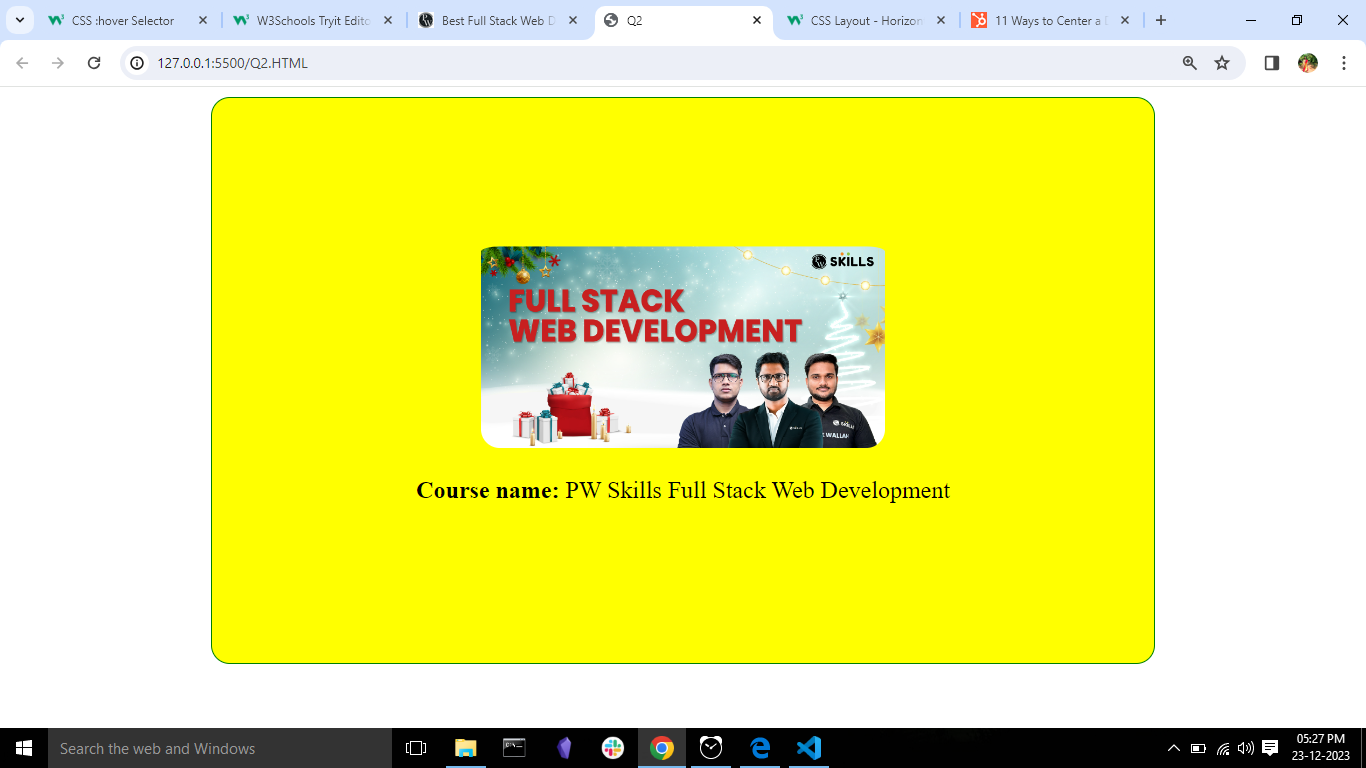 CSS :hover Selector
W3Schools Tryit Edito
Best Full Stack Web D
Q2
CSS Layout - Horizon
11 Ways to Center a D
127.0.0.1:5500/Q2.HTML
SKILLS
FULL STACK
WEB DEVELOPMENT
SKILLS
WALLAH
Course name: PW Skills Full Stack Web Development
Search the web and Windows
05:27 PM
23-12-2023